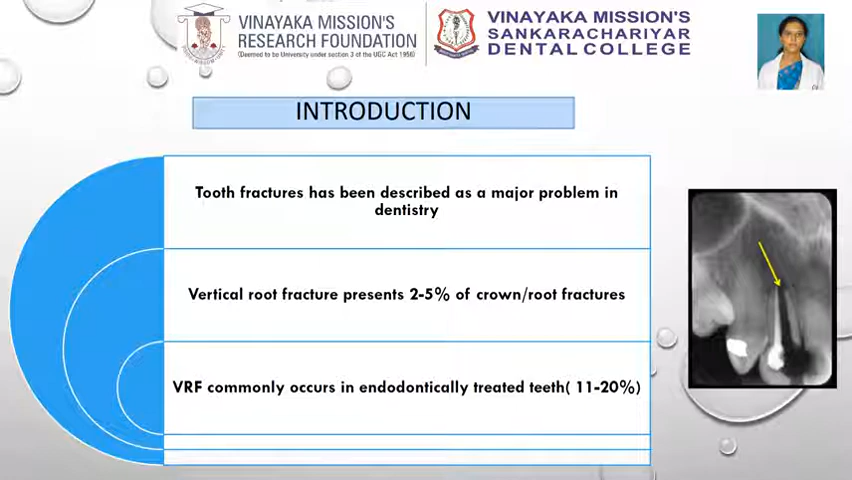 VINAYAKA MISSION'S
RESEARCH FOUNDATION
(Deemed to be University under section 3 of the UGC Act 1956)
VINAYAKA MISSION'S
SANKARACHARIYAR
DENTAL COLLEGE
INTRODUCTION
Tooth fractures has been described as a major problem in
dentistry
Vertical root fracture presents 2-5% of crown/root fractures
VRF commonly occurs in endodontically treated teeth( 11-20%)